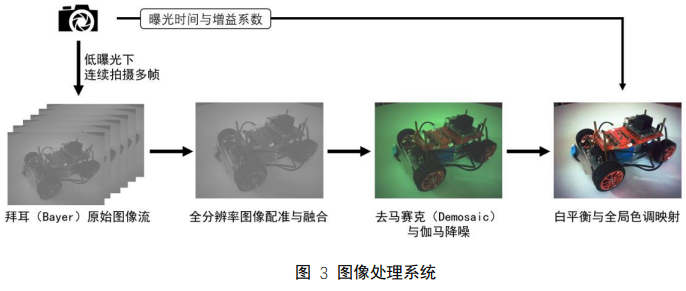 曝光时间与增益系数
低曝光下
连续拍摄多帧
拜耳（Bayer）原始图像流
全分辨率图像配准与融合
去马赛克（Demosaic）
与伽马降噪
白平衡与全局色调映射
图 3 图像处理系统